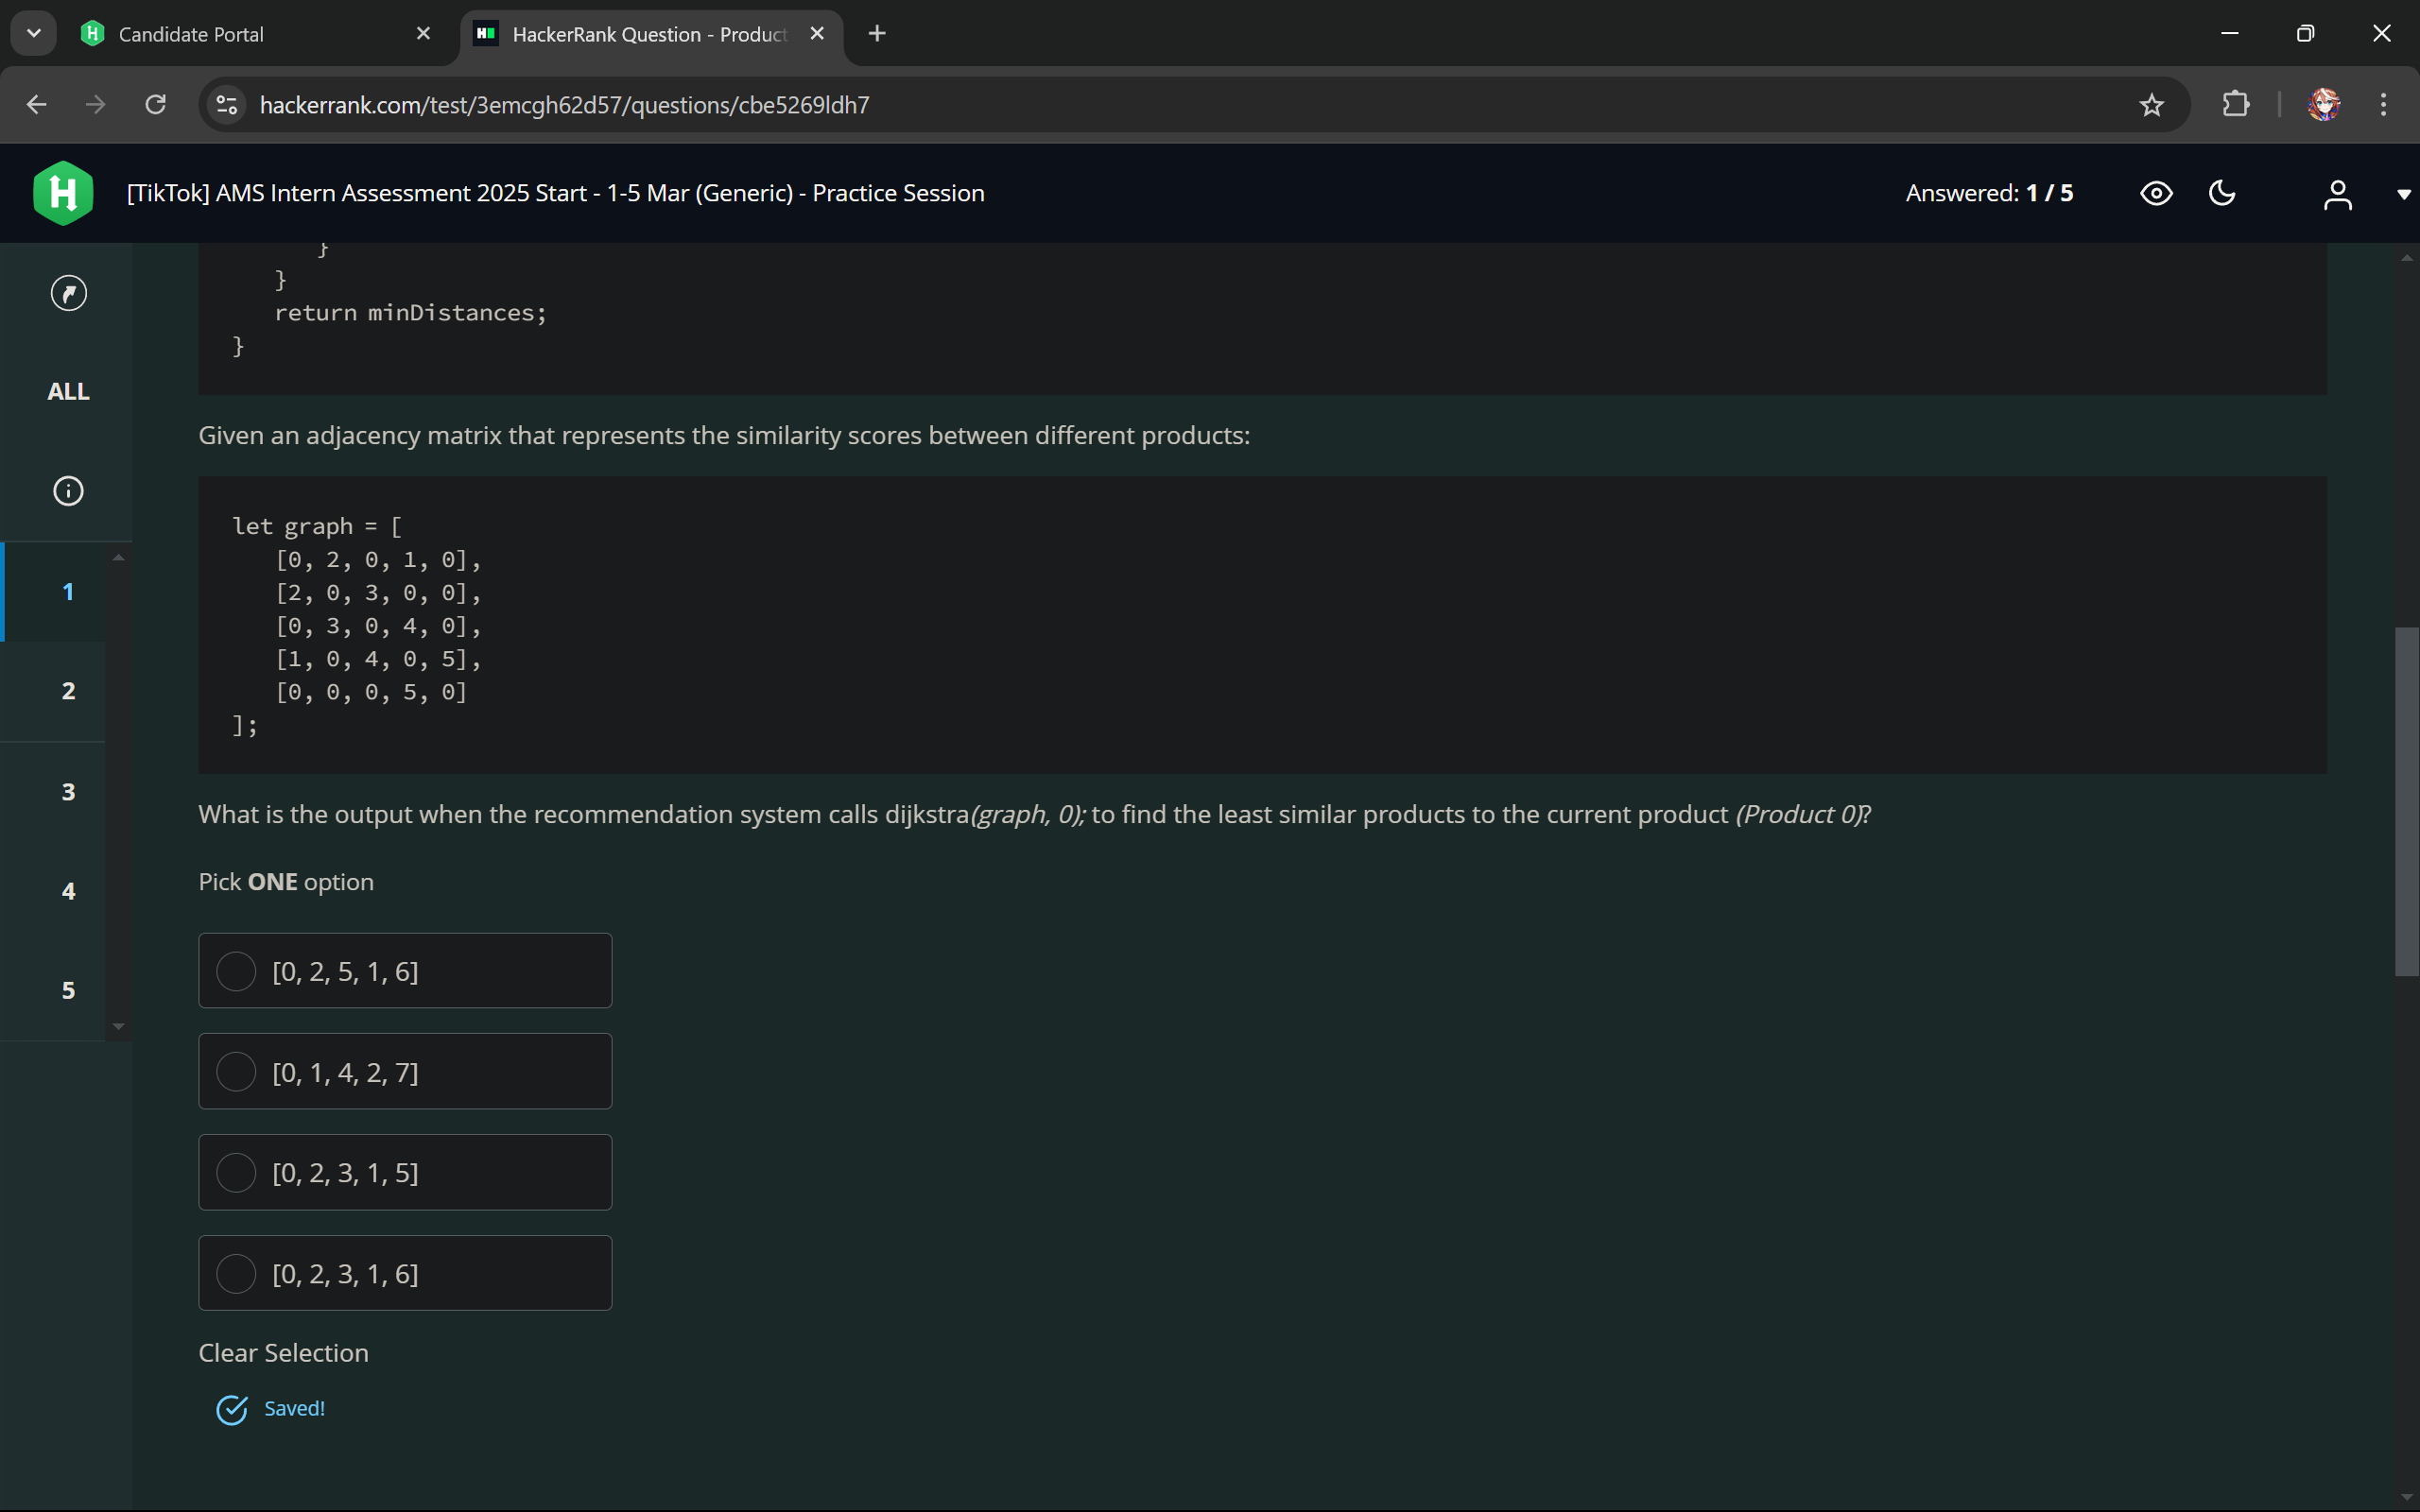 Candidate Portal
HackerRank Question - Product
hackerrank.com/test/3emcgh62d57/questions/cbe5269ldh7
[TikTok] AMS Intern Assessment 2025 Start - 1-5 Mar (Generic) - Practice Session
Answered: 1 / 5
}
}
return minDistances;
}
ALL
Given an adjacency matrix that represents the similarity scores between different products:
let graph = [
[0, 2, 0, 1, 0],
[2, 0, 3, 0, 0],
[0, 3, 0, 4, 0],
[1, 0, 4, 0, 5],
[0, 0, 0, 5, 0]
];
1
2
3
4
5
What is the output when the recommendation system calls dijkstra(graph, 0); to find the least similar products to the current product (Product 0)?
Pick ONE option
[0, 2, 5, 1, 6]
[0, 1, 4, 2, 7]
[0, 2, 3, 1, 5]
[0, 2, 3, 1, 6]
Clear Selection
Saved!